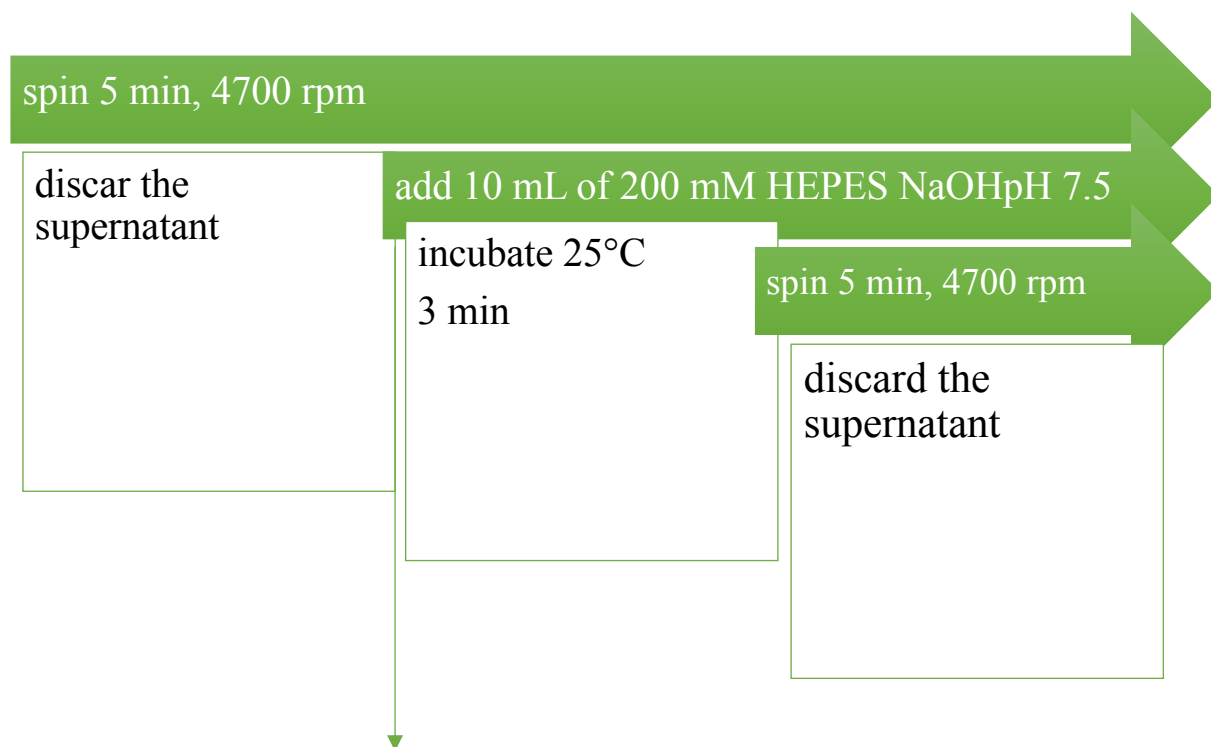 spin 5 min, 4700 rpm
discar the
supernatant
add 10 mL of 200 mM HEPES NaOHpH 7.5
incubate 25°C
3 min
spin 5 min, 4700 rpm
discard the
supernatant